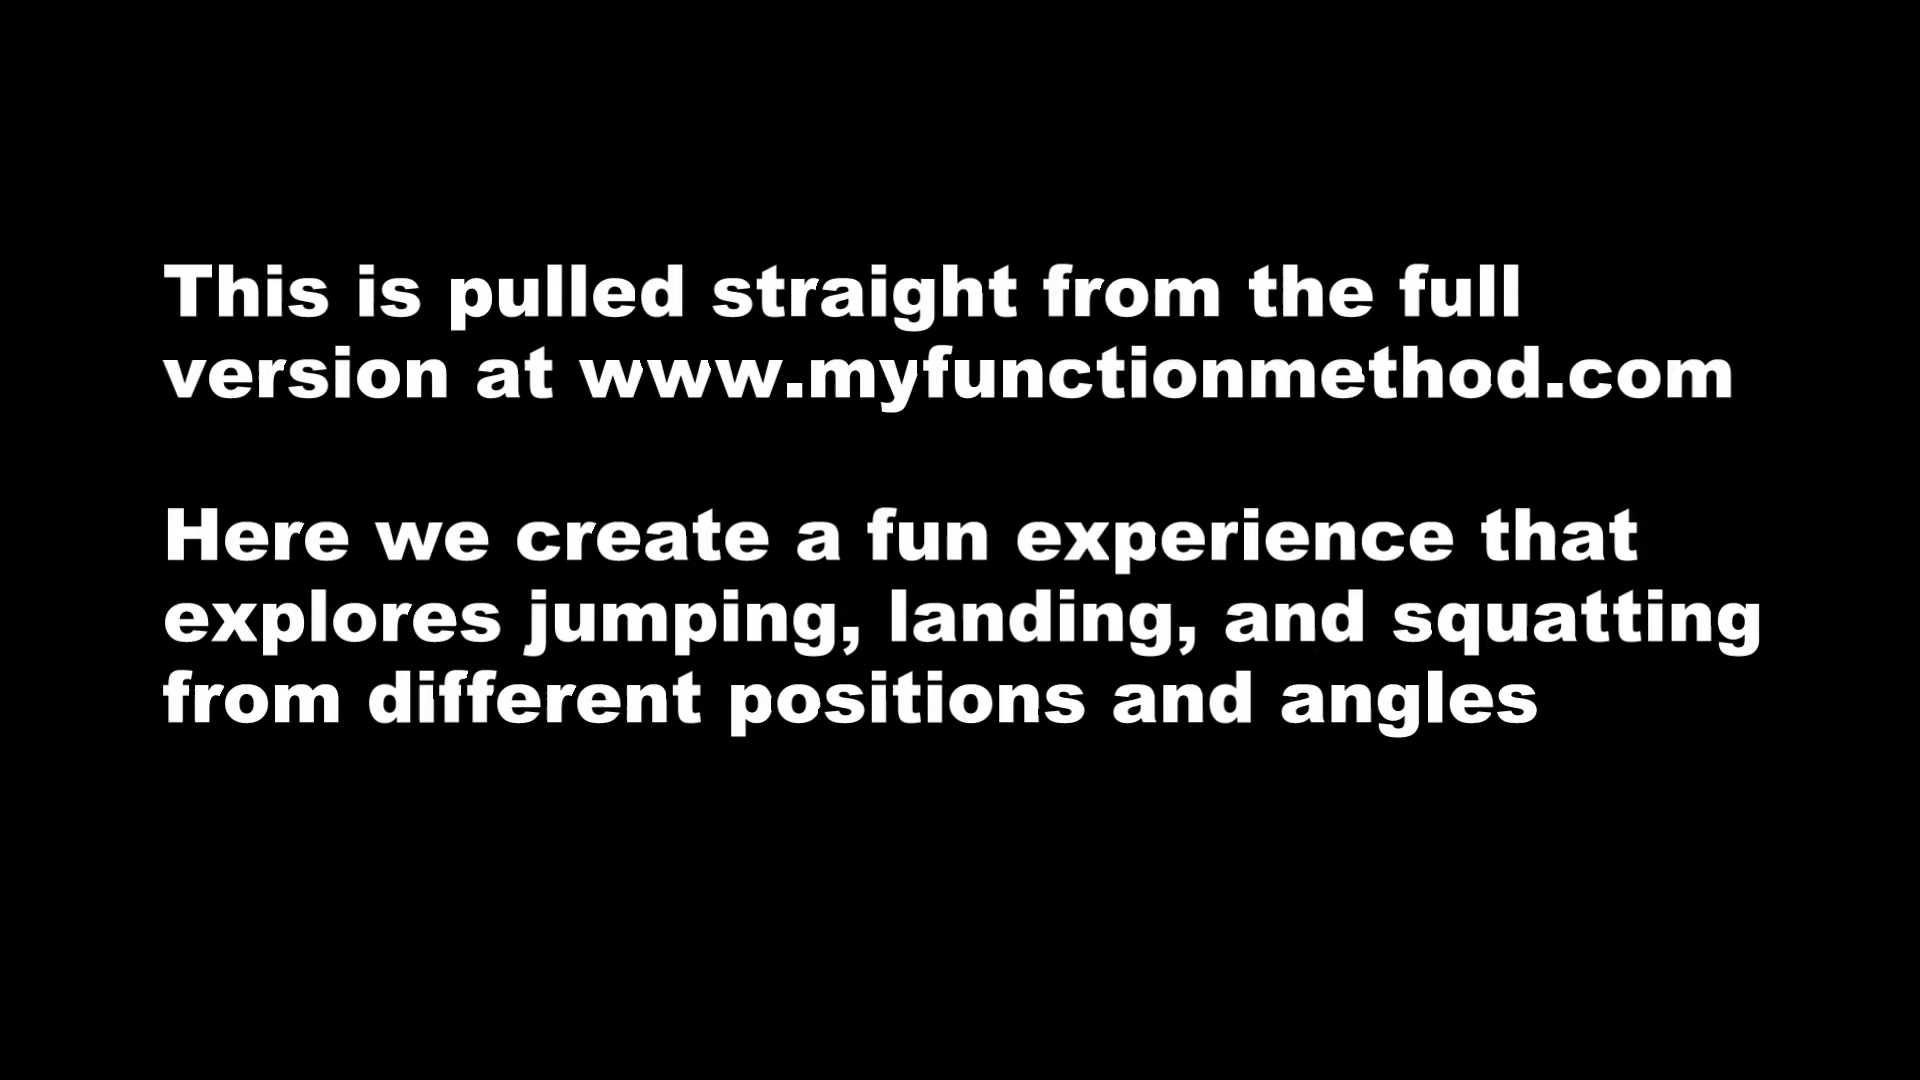 This is pulled straight from the full
version at www.myfunctionmethod.com
Here we create a fun experience that
explores jumping, landing, and squatting
from different positions and angles